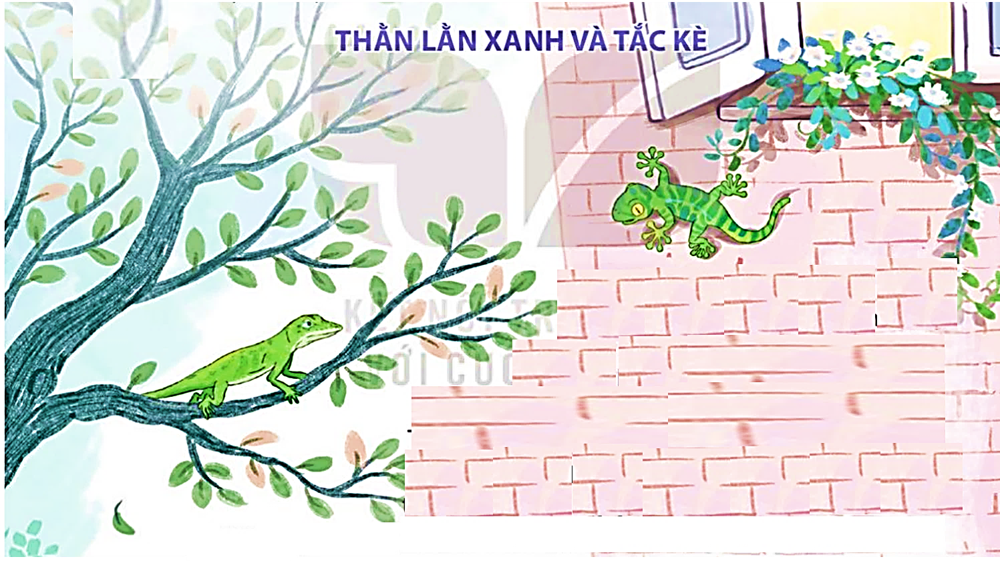 THẰN LẰN XANH VÀ TẮC KÈ